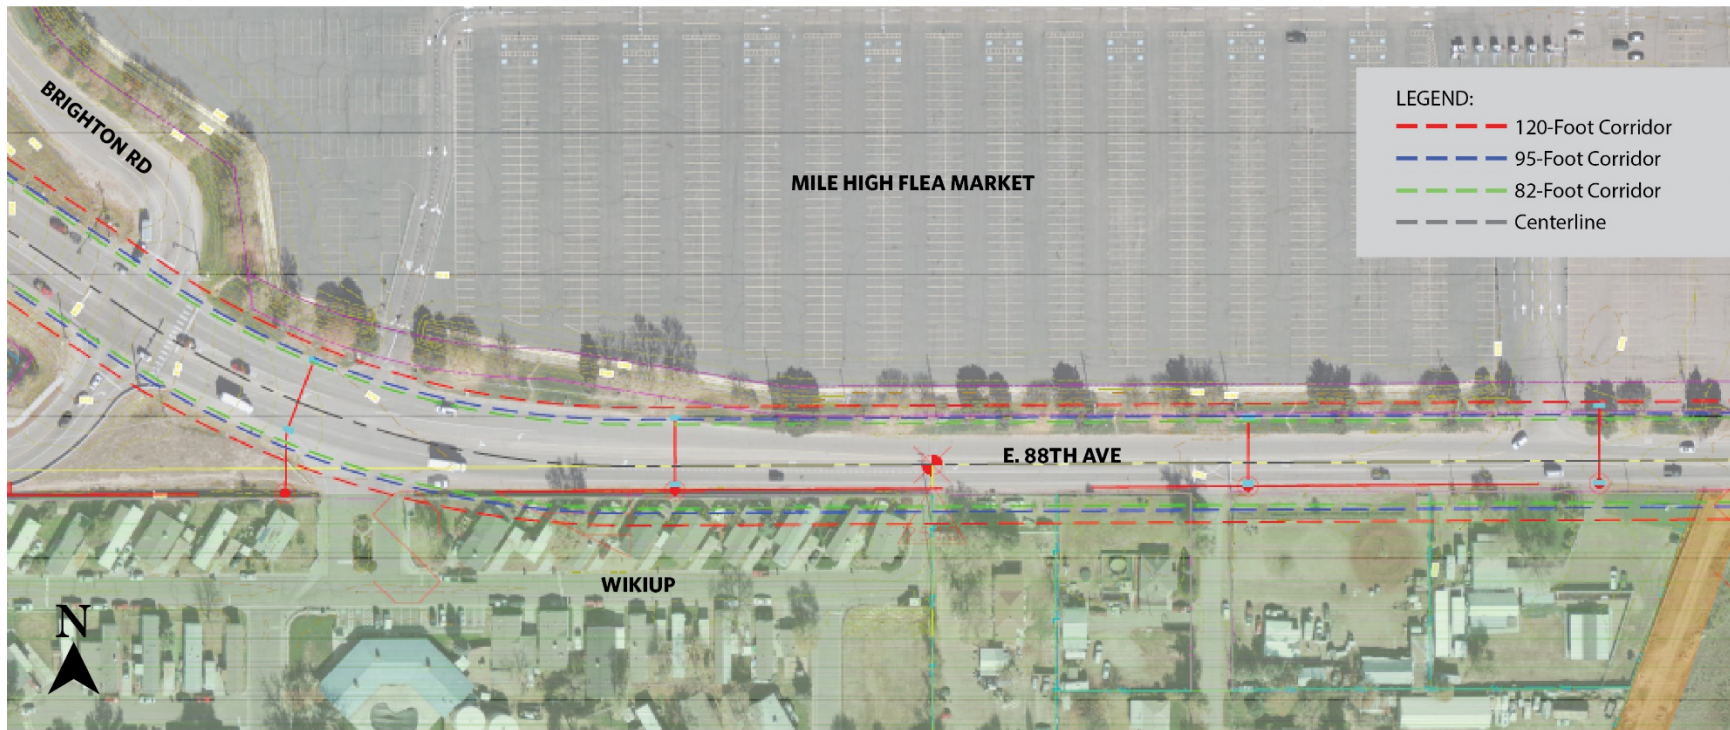 BRIGHTON RD
MILE HIGH FLEA MARKET
LEGEND:
120-Foot Corridor
95-Foot Corridor
82-Foot Corridor
Centerline
E. 88TH AVE
WIKIUP
N